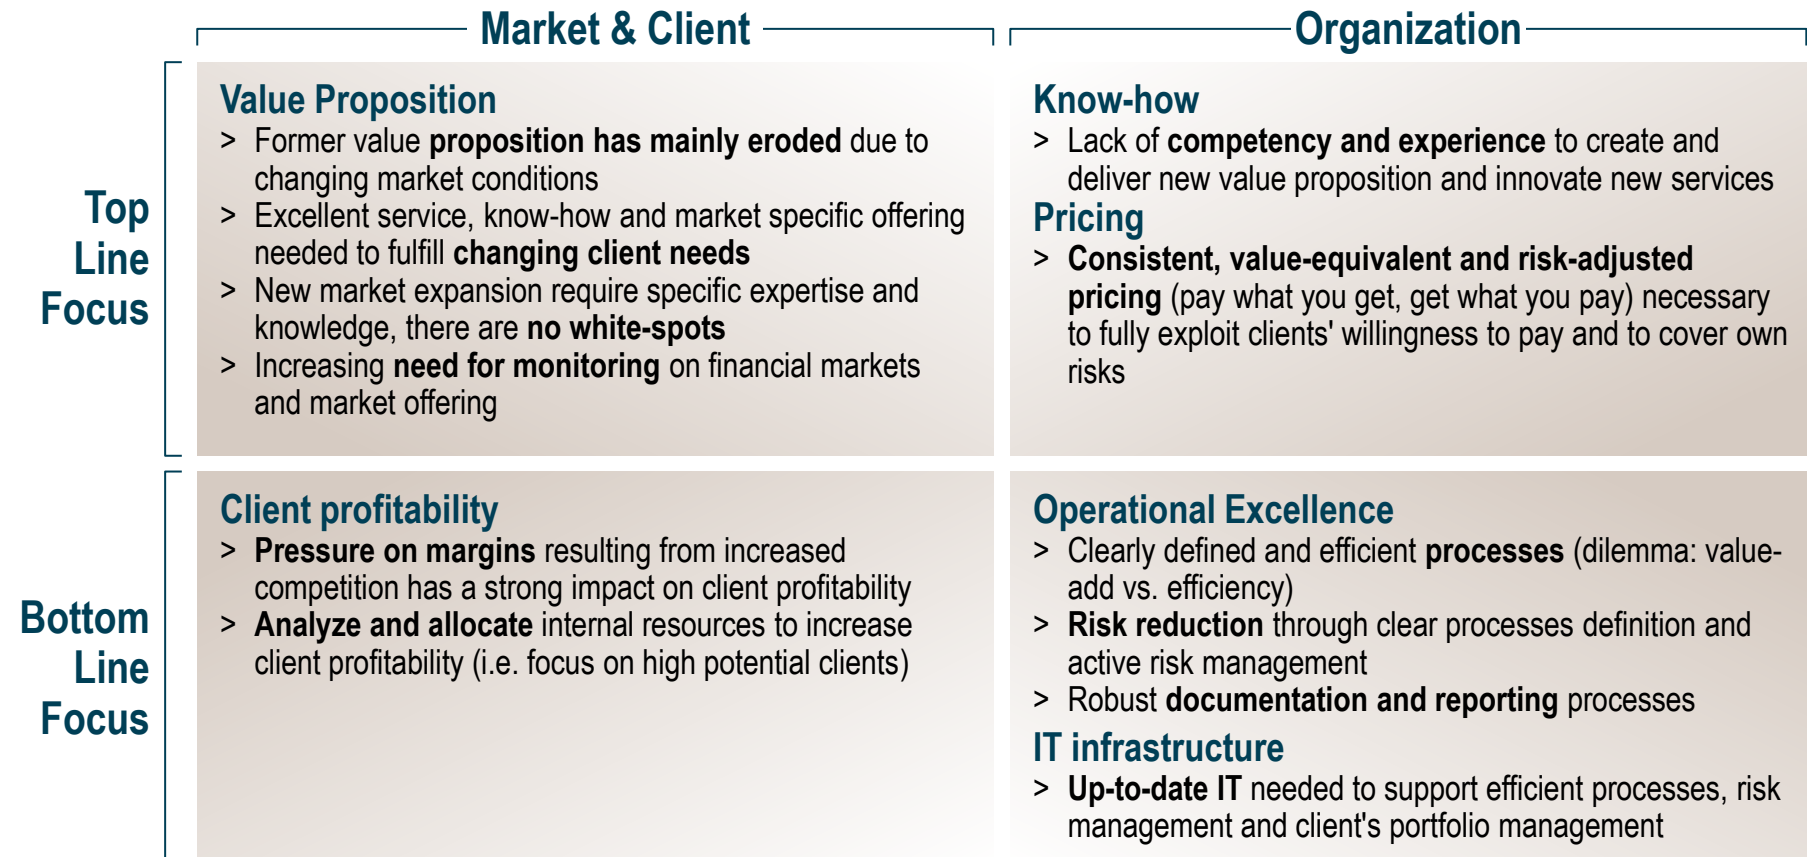 Market & Client
Organization
Top
Line
Focus
Value Proposition
> Former value proposition has mainly eroded due to
changing market conditions
> Excellent service, know-how and market specific offering
needed to fulfill changing client needs
> New market expansion require specific expertise and
knowledge, there are no white-spots
> Increasing need for monitoring on financial markets
and market offering
Know-how
> Lack of competency and experience to create and
deliver new value proposition and innovate new services
Pricing
> Consistent, value-equivalent and risk-adjusted
pricing (pay what you get, get what you pay) necessary
to fully exploit clients' willingness to pay and to cover own
risks
Bottom
Line
Focus
Client profitability
> Pressure on margins resulting from increased
competition has a strong impact on client profitability
> Analyze and allocate internal resources to increase
client profitability (i.e. focus on high potential clients)
Operational Excellence
> Clearly defined and efficient processes (dilemma: value-
add vs. efficiency)
> Risk reduction through clear processes definition and
active risk management
> Robust documentation and reporting processes
IT infrastructure
> Up-to-date IT needed to support efficient processes, risk
management and client's portfolio management